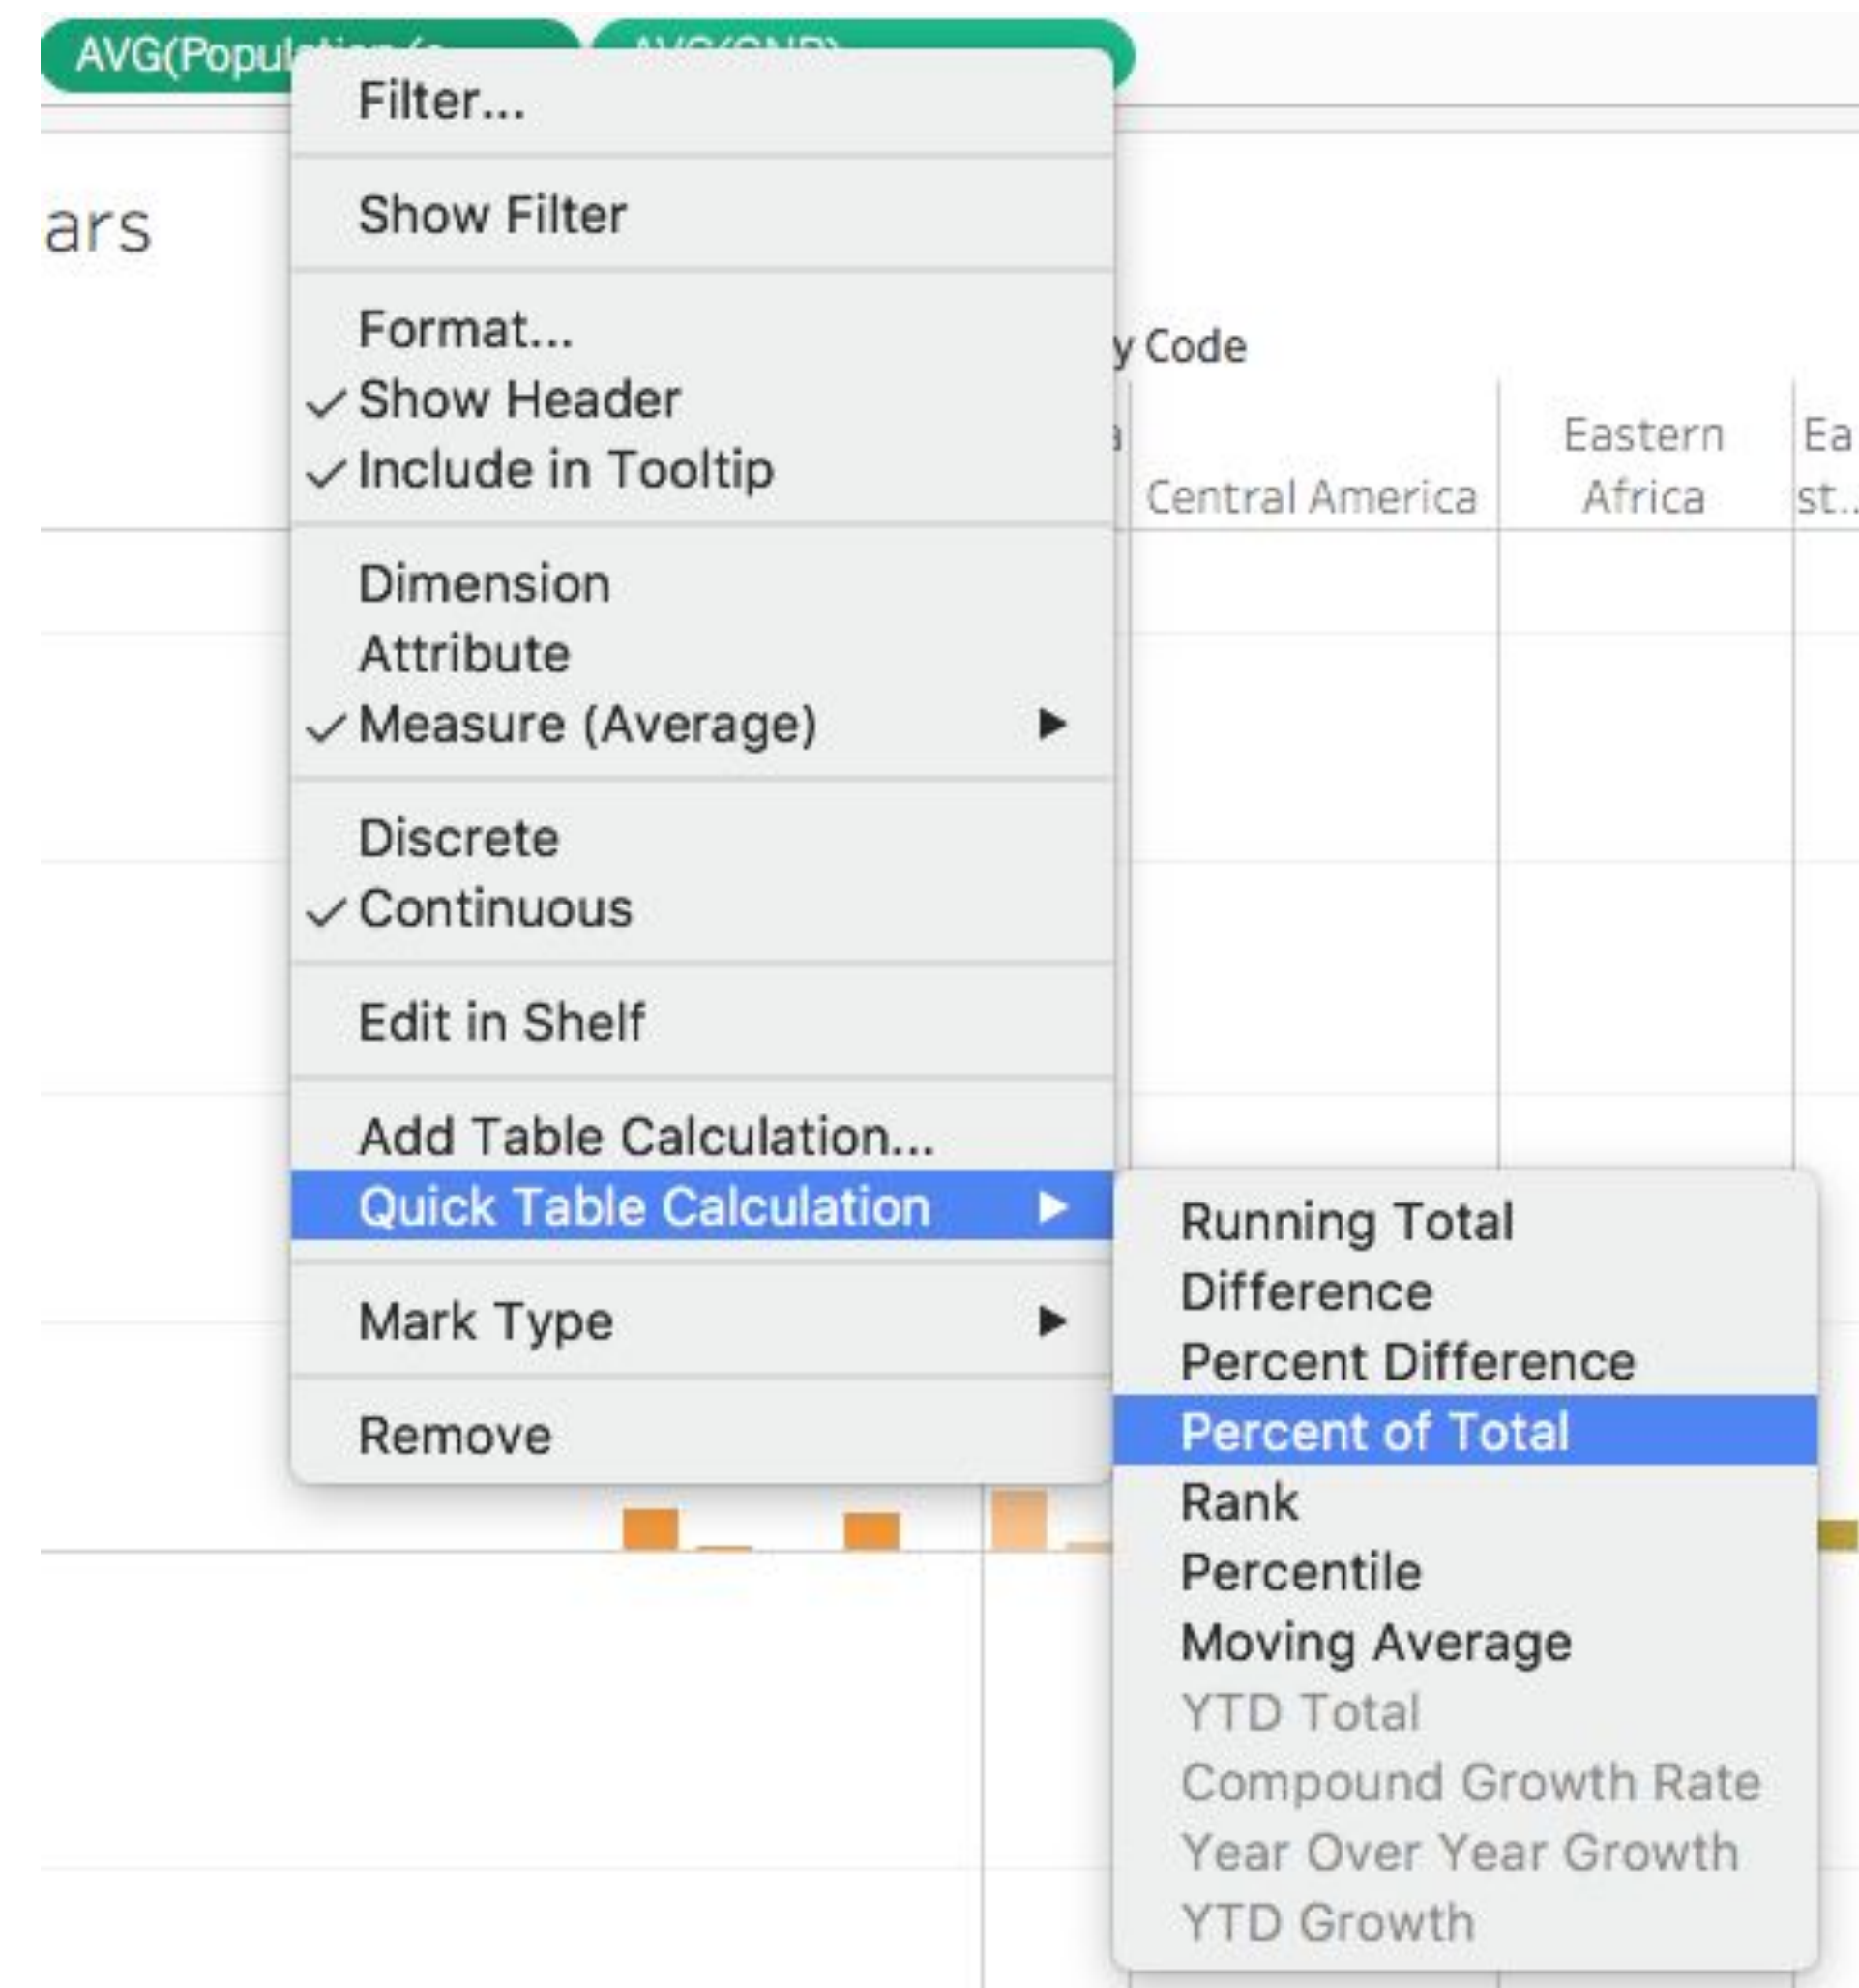 AVG(Popul
AVG(GNP)
ars
Filter...
Show Filter
Format...
Show Header
Include in Tooltip
Dimension
Attribute
Measure (Average)
Discrete
Continuous
Edit in Shelf
Add Table Calculation...
Quick Table Calculation
Mark Type
Remove
y Code
Central America
Eastern
Africa
Ea
st..
Running Total
Difference
Percent Difference
Percent of Total
Rank
Percentile
Moving Average
YTD Total
Compound Growth Rate
Year Over Year Growth
YTD Growth